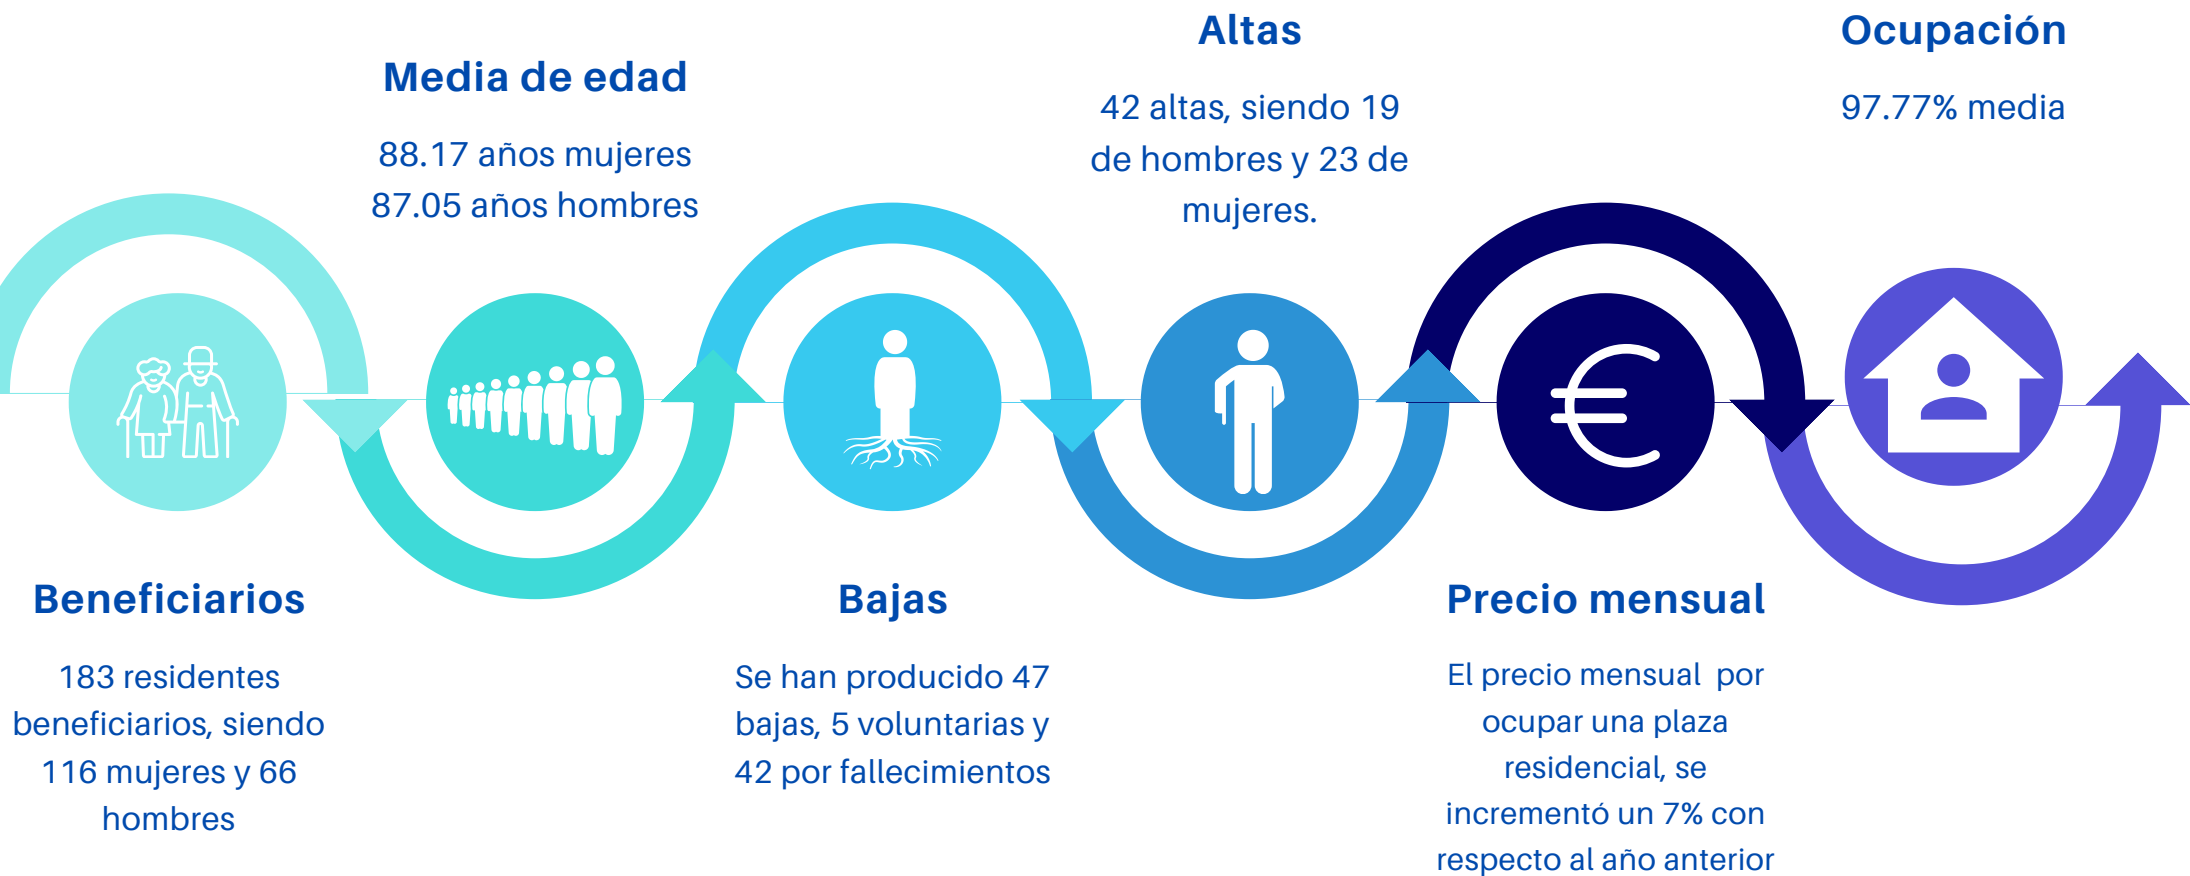 Beneficiarios
183 residentes
beneficiarios, siendo
116 mujeres y 66
hombres
Media de edad
88.17 años mujeres
87.05 años hombres
Bajas
Se han producido 47
bajas, 5 voluntarias y
42 por fallecimientos
Altas
42 altas, siendo 19
de hombres y 23 de
mujeres.
Precio mensual
El precio mensual  por
ocupar una plaza
residencial, se
incrementó un 7% con
respecto al año anterior
Ocupación
97.77% media